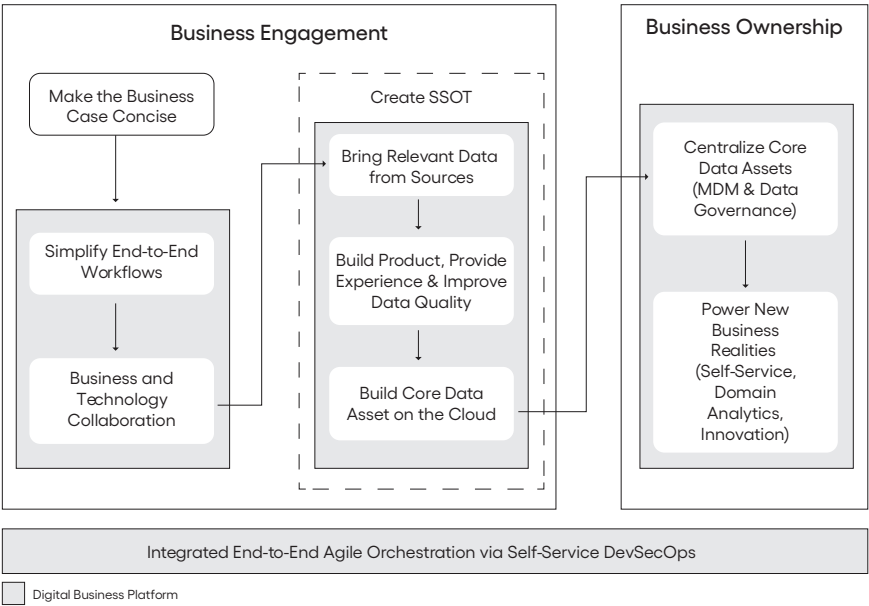 Business Engagement
Make the Business
Case Concise
Simplify End-to-End
Workflows
Business and
Technology
Collaboration
Create SSOT
Bring Relevant Data
from Sources
Build Product, Provide
Experience & Improve
Data Quality
Build Core Data
Asset on the Cloud
Business Ownership
Centralize Core
Data Assets
(MDM & Data
Governance)
Power New
Business
Realities
(Self-Service,
Domain
Analytics,
Innovation)
Integrated End-to-End Agile Orchestration via Self-Service DevSecOps
Digital Business Platform